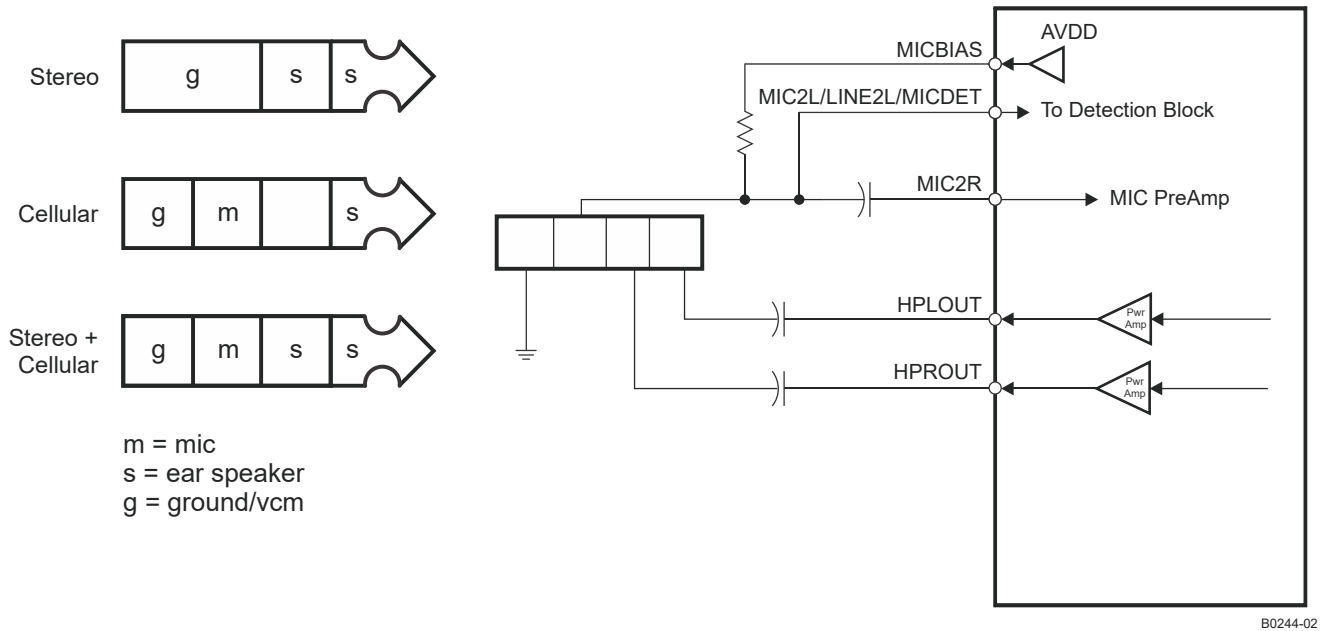 Stereo
g
s
s
Cellular
g
m
s
Stereo +
Cellular
g
m
s
s
m = mic
s = ear speaker
g = ground/vcm
MICBIAS
AVDD
MIC2L/LINE2L/MICDET
To Detection Block
MIC2R
MIC PreAmp
HPLOUT
Pwr
Amp
HPROUT
Pwr
Amp
B0244-02